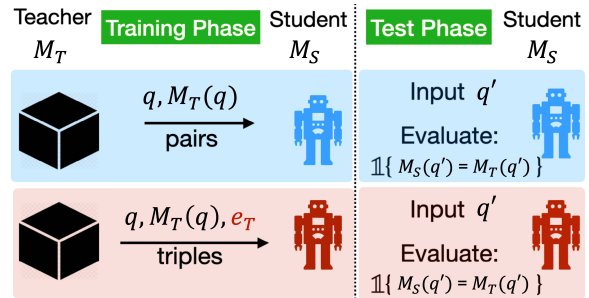 Teacher Training Phase Student Test Phase Student
M_T M_S M_S
q, M_T(q)
pairs
Input q′
Evaluate:
𝟙{ M_S(q′) = M_T(q′) }
q, M_T(q), e_T
triples
Input q′
Evaluate:
𝟙{ M_S(q′) = M_T(q′) }